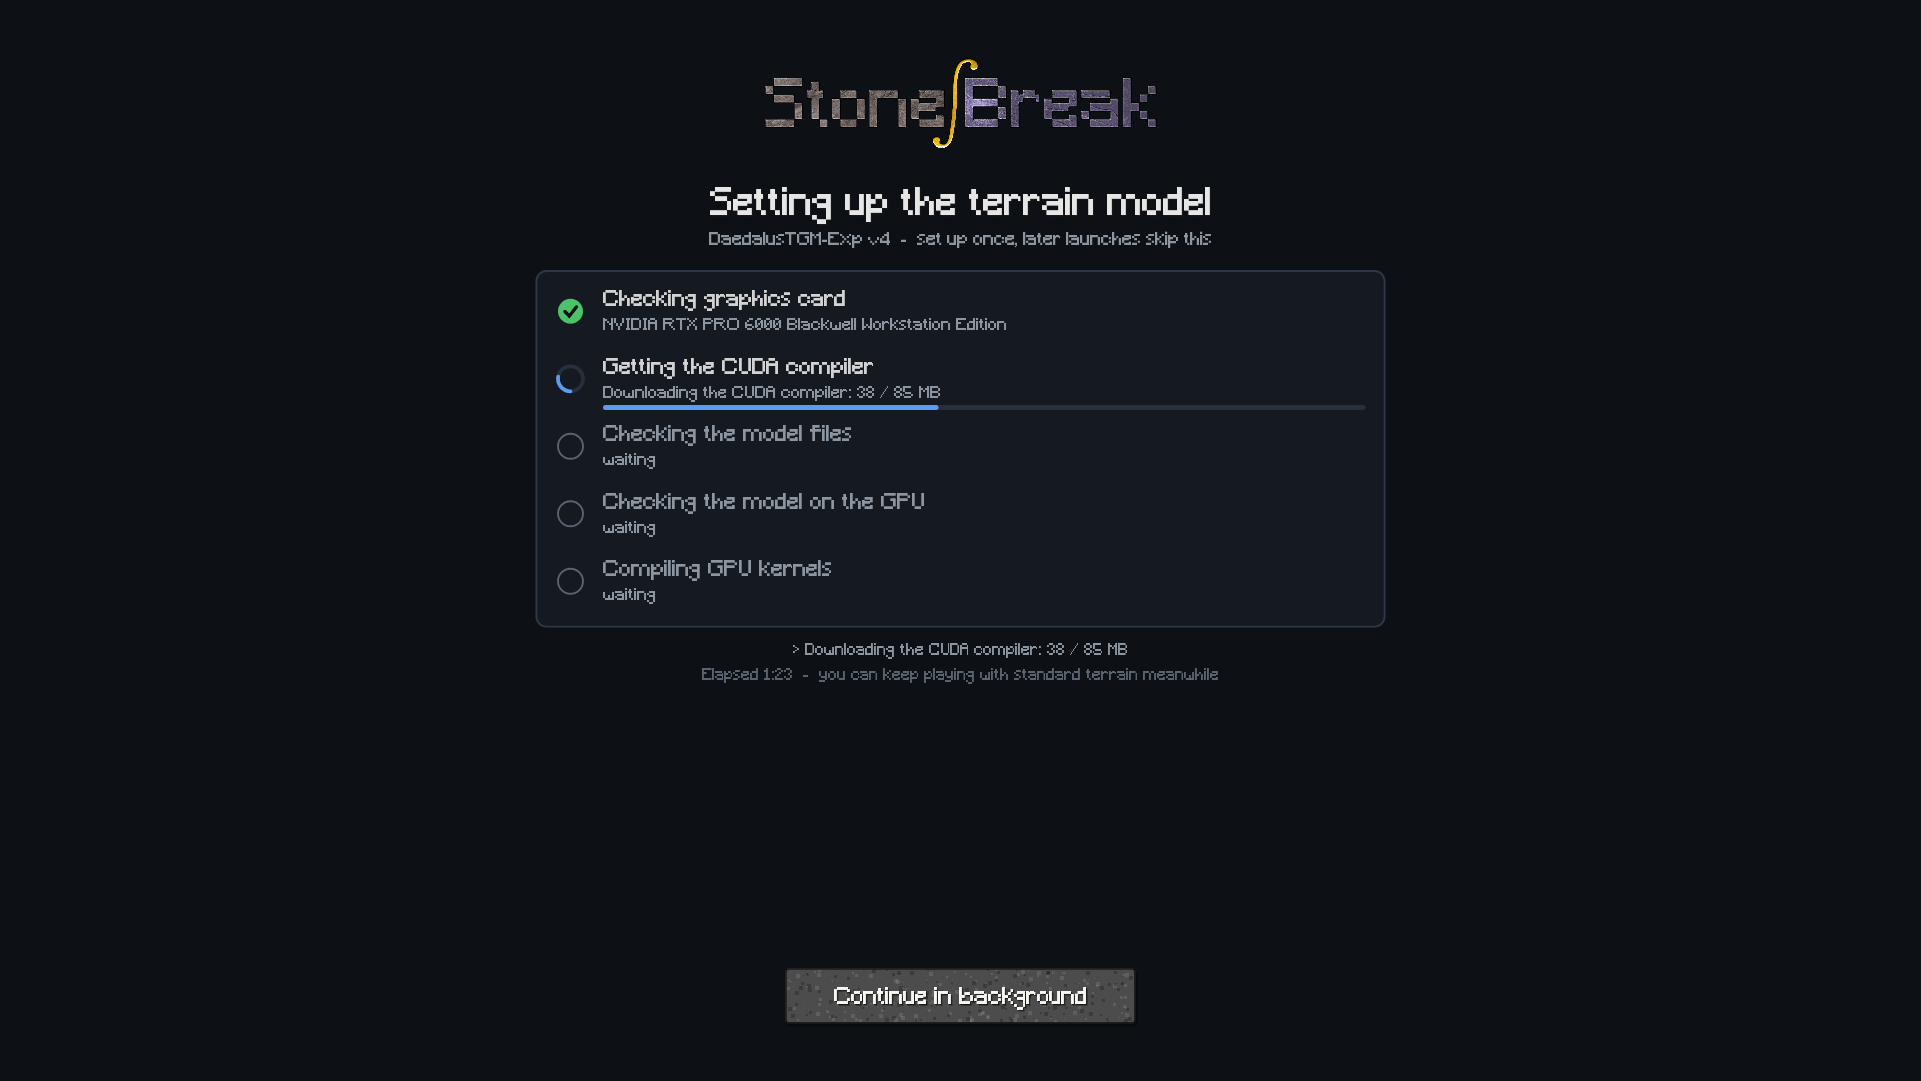 Stone∫Break
Setting up the terrain model
DaedalusTGM-Exp v4 - set up once, later launches skip this
Checking graphics card
NVIDIA RTX PRO 6000 Blackwell Workstation Edition
Getting the CUDA compiler
Downloading the CUDA compiler: 38 / 85 MB
Checking the model files
waiting
Checking the model on the GPU
waiting
Compiling GPU kernels
waiting
> Downloading the CUDA compiler: 38 / 85 MB
Elapsed 1:23 - you can keep playing with standard terrain meanwhile
Continue in background